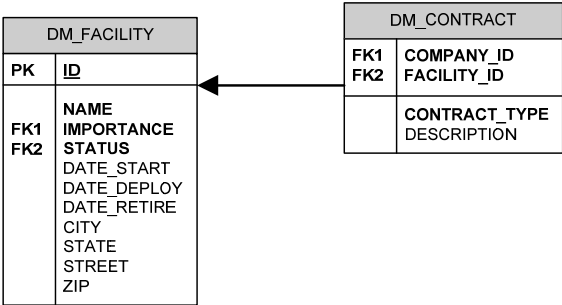 DM_FACILITY
PK ID
NAME
FK1 IMPORTANCE
FK2 STATUS
DATE_START
DATE_DEPLOY
DATE_RETIRE
CITY
STATE
STREET
ZIP
DM_CONTRACT
FK1 COMPANY_ID
FK2 FACILITY_ID
CONTRACT_TYPE
DESCRIPTION